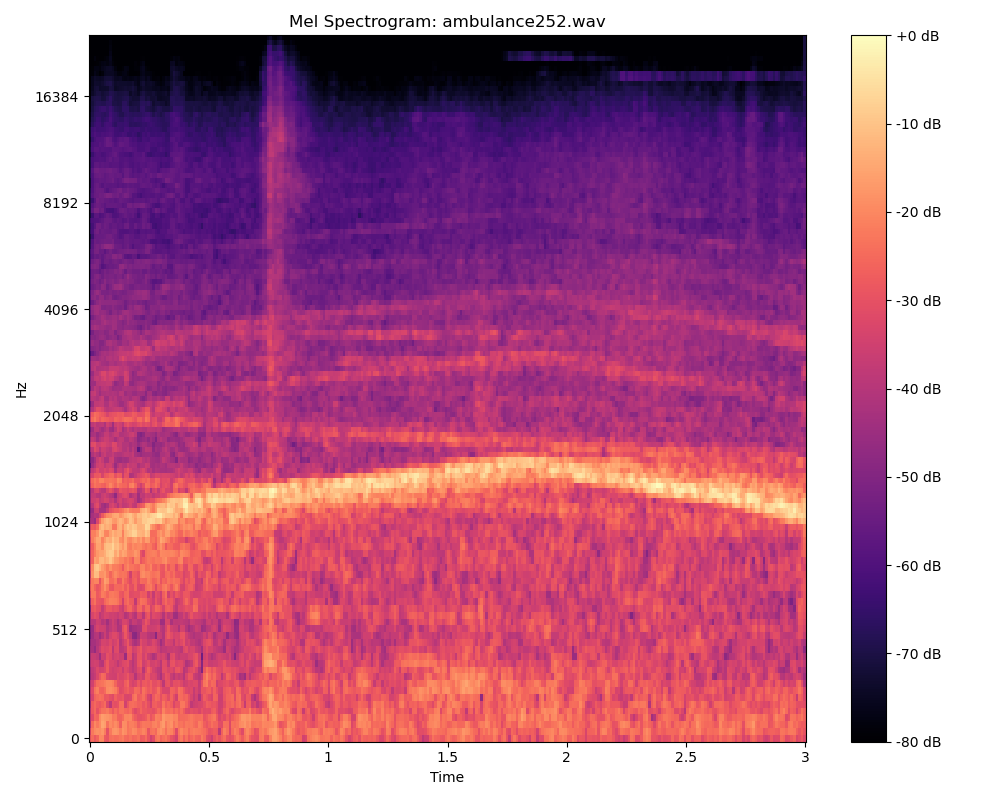 Mel Spectrogram: ambulance252.wav
Hz
16384
8192
4096
2048
1024
512
0
0 0.5 1 1.5 2 2.5 3
Time
+0 dB
-10 dB
-20 dB
-30 dB
-40 dB
-50 dB
-60 dB
-70 dB
-80 dB